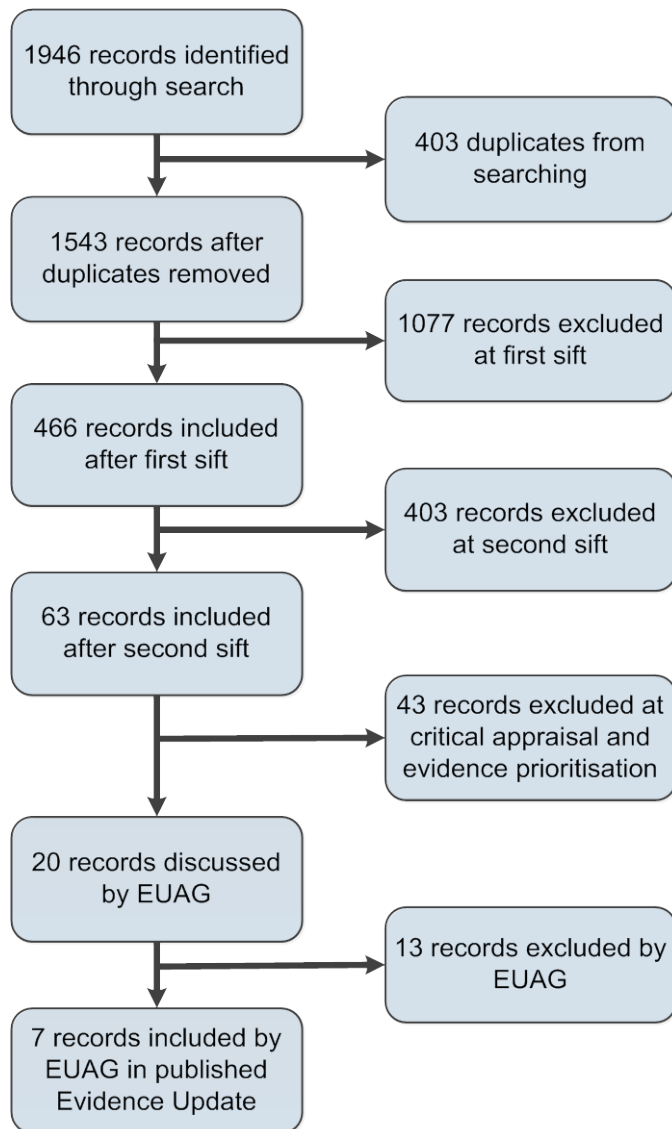 1946 records identified
through search
403 duplicates from
searching
1543 records after
duplicates removed
1077 records excluded
at first sift
466 records included
after first sift
403 records excluded
at second sift
63 records included
after second sift
43 records excluded at
critical appraisal and
evidence prioritisation
20 records discussed
by EUAG
13 records excluded by
EUAG
7 records included by
EUAG in published
Evidence Update